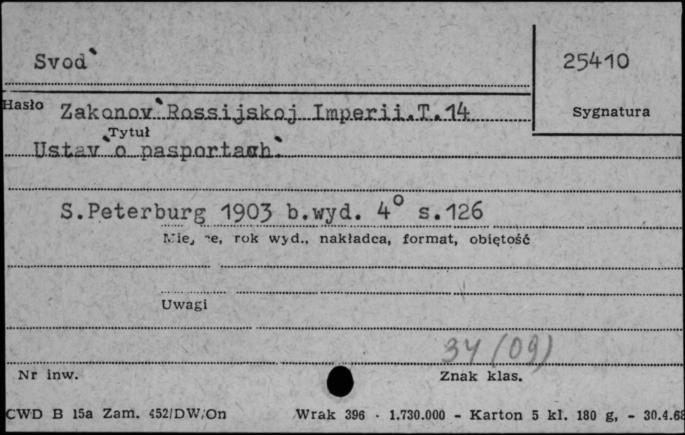 Svod`
25410
Hasło Zakonov` Rossijskoj Imperii.T.14
Sygnatura
Tytuł
Ustav` o pasportach`
S.Peterburg 1903 b.wyd. 4° s.126
rok wyd., nakładca, format, objętość
Uwagi
34 (09)
Nr inw.
Znak klas.
CWD B 15a Zam. 452/DW/On Wrak 396 - 1.730.000 - Karton 5 kl. 180 g, - 30.4.68